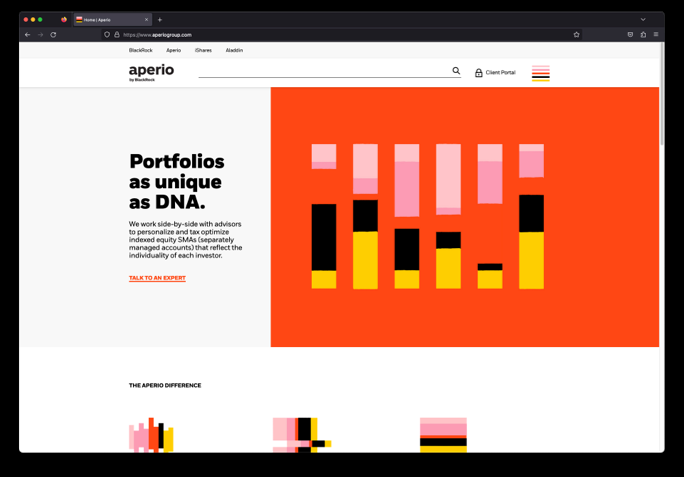 Home | Aperio
https://www.aperiogroup.com
BlackRock Aperio iShares Aladdin
aperio
by BlackRock
Client Portal
Portfolios
as unique
as DNA.
We work side-by-side with advisors
to personalize and tax optimize
indexed equity SMAs (separately
managed accounts) that reflect the
individuality of each investor.
TALK TO AN EXPERT
THE APERIO DIFFERENCE